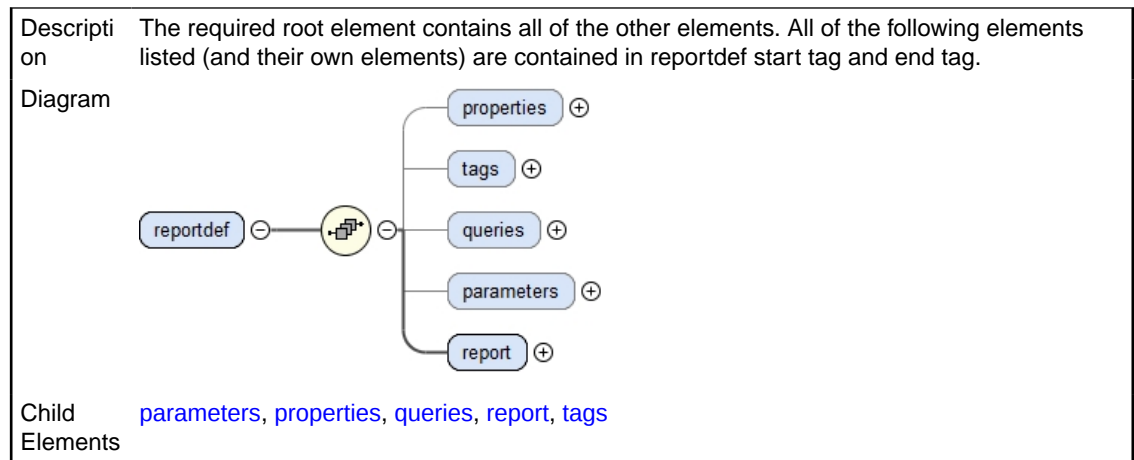 Descripti
on
The required root element contains all of the other elements. All of the following elements
listed (and their own elements) are contained in reportdef start tag and end tag.
Diagram
properties
tags
reportdef
queries
parameters
report
Child
Elements
parameters, properties, queries, report, tags